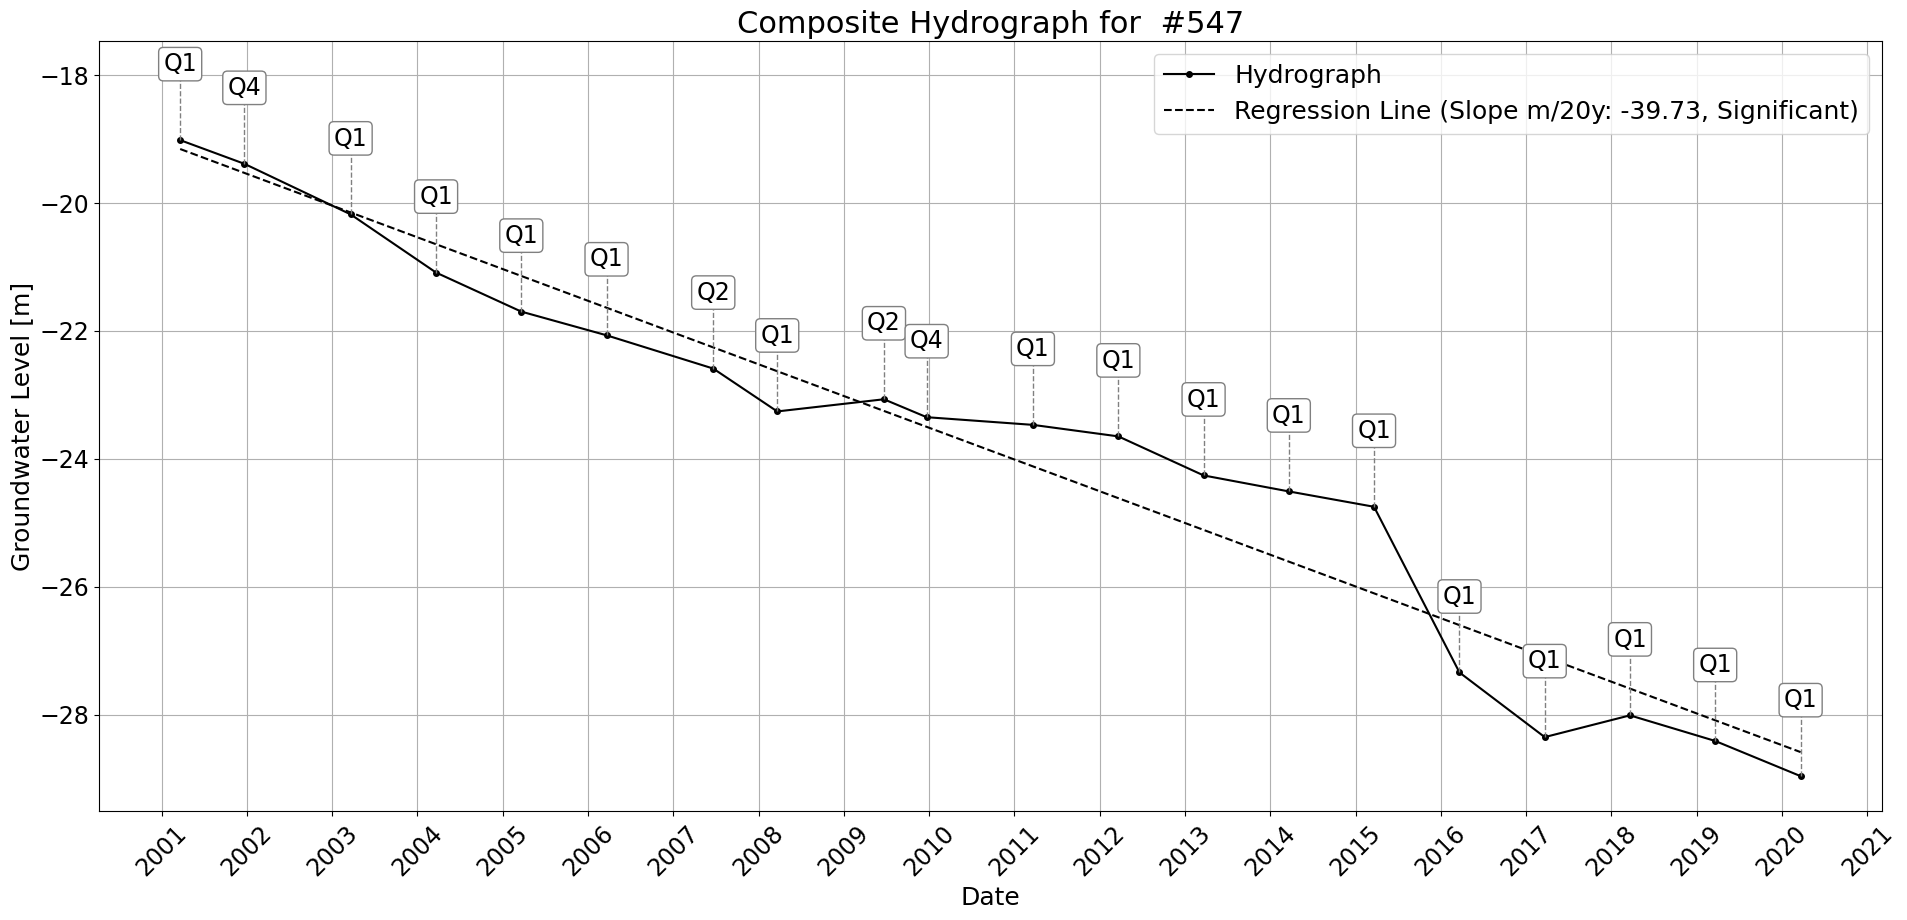 Composite Hydrograph for  #547
Hydrograph
Regression Line (Slope m/20y: -39.73, Significant)
Groundwater Level [m]
−18
−20
−22
−24
−26
−28
Q1
Q4
Q1
Q1
Q1
Q1
Q2
Q1
Q2
Q4
Q1
Q1
Q1
Q1
Q1
Q1
Q1
Q1
Q1
Q1
2001
2002
2003
2004
2005
2006
2007
2008
2009
2010
2011
2012
2013
2014
2015
2016
2017
2018
2019
2020
2021
Date